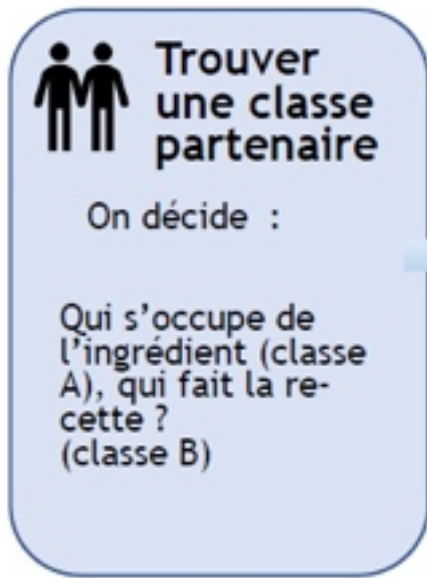 Trouver
une classe
partenaire
On décide :
Qui s'occupe de
l'ingrédient (classe
A), qui fait la re-
cette ?
(classe B)